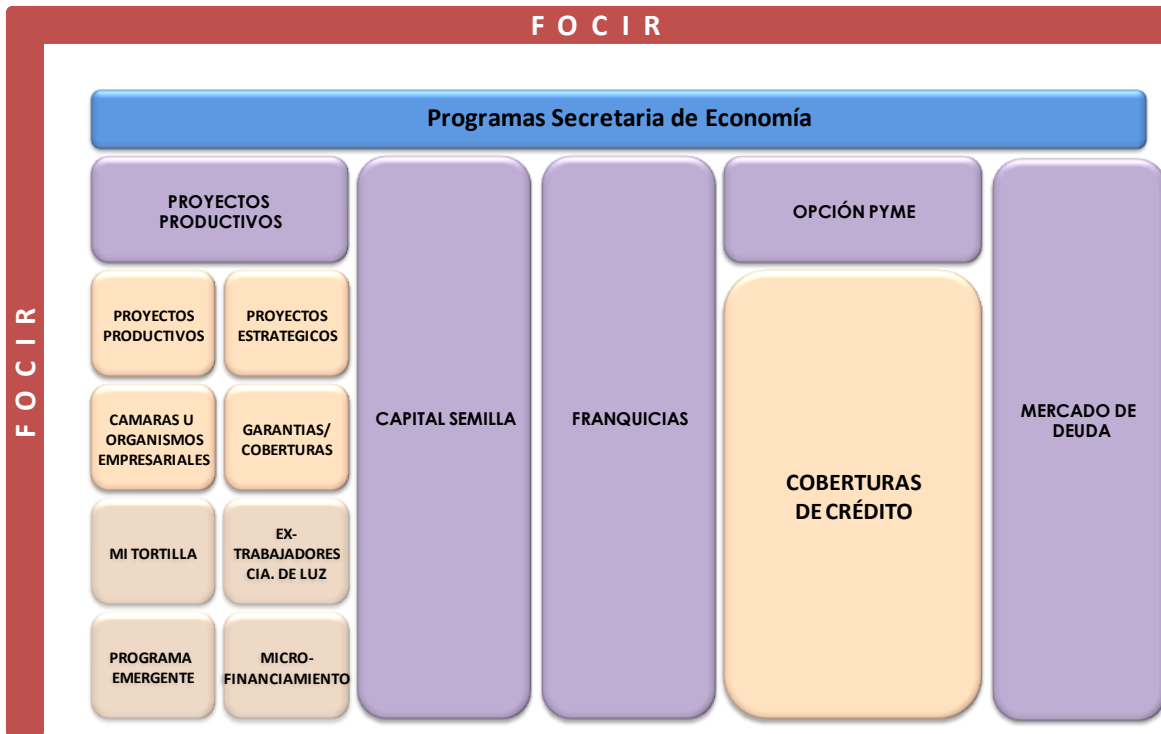 F O C I R
F O C I R
Programas Secretaria de Economía
PROYECTOS
PRODUCTIVOS
PROYECTOS
PRODUCTIVOS
PROYECTOS
ESTRATEGICOS
CAMARAS U
ORGANISMOS
EMPRESARIALES
GARANTIAS/
COBERTURAS
MI TORTILLA
EX-
TRABAJADORES
CIA. DE LUZ
PROGRAMA
EMERGENTE
MICRO-
FINANCIAMIENTO
CAPITAL SEMILLA
FRANQUICIAS
OPCIÓN PYME
COBERTURAS
DE CRÉDITO
MERCADO DE
DEUDA